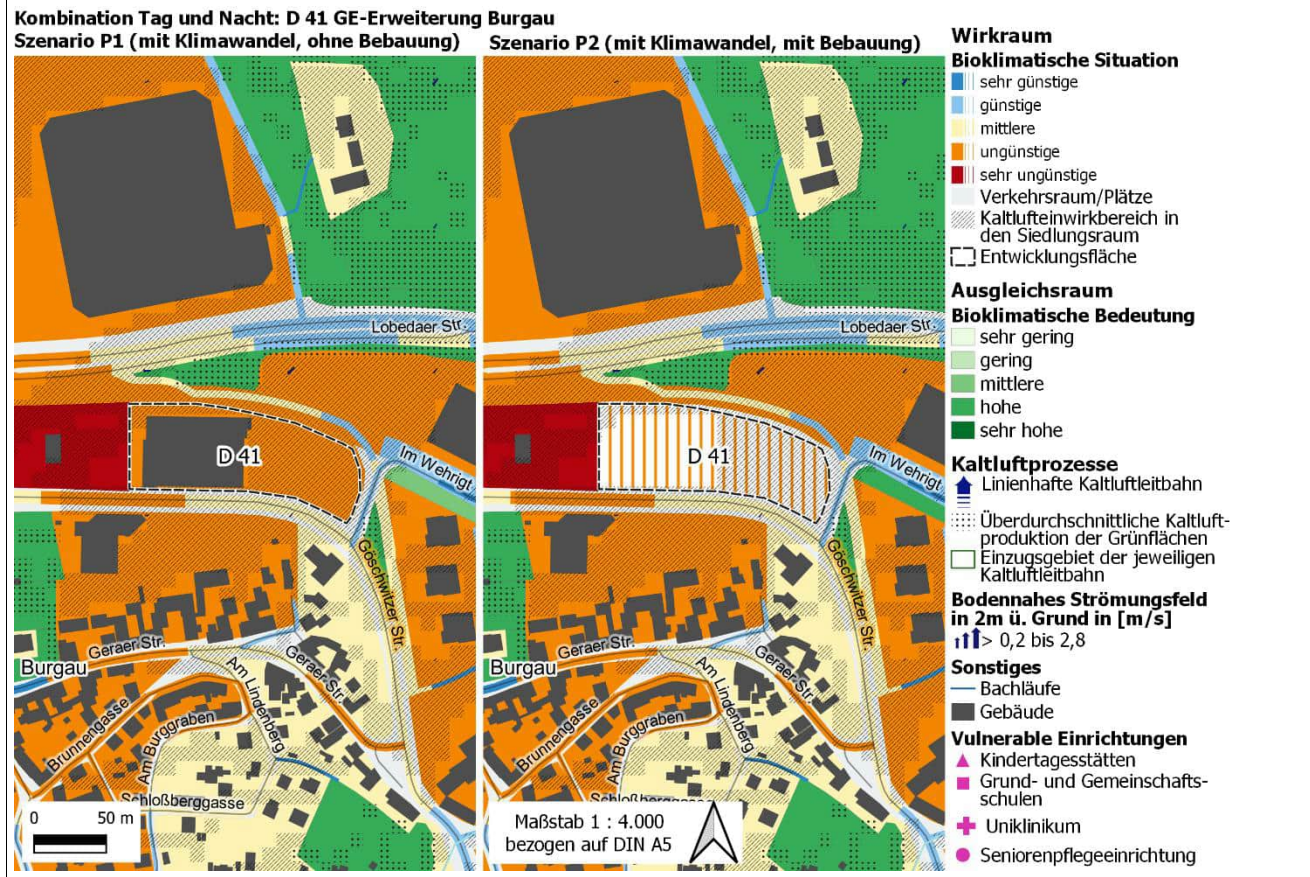 Kombination Tag und Nacht: D 41 GE-Erweiterung Burgau
Szenario P1 (mit Klimawandel, ohne Bebauung)
Szenario P2 (mit Klimawandel, mit Bebauung)
Lobedaer Str.
D 41
Im Wehrigt
Göschwitzer Str.
Geraer Str.
Burgau
Am Lindenberg
Geraer Str.
Brunnengasse
Am Burggraben
Schloßberggasse
0 50 m
Lobedaer Str.
D 41
Im Wehrigt
Göschwitzer Str.
Geraer Str.
Burgau
Am Lindenberg
Geraer Str.
Brunnengasse
Am Burggraben
Schloßberggasse
Maßstab 1 : 4.000
bezogen auf DIN A5
Wirkraum
Bioklimatische Situation
sehr günstige
günstige
mittlere
ungünstige
sehr ungünstige
Verkehrsraum/Plätze
Kaltlufteinwirkbereich in
den Siedlungsraum
Entwicklungsfläche
Ausgleichsraum
Bioklimatische Bedeutung
sehr gering
gering
mittlere
hohe
sehr hohe
Kaltluftprozesse
Linienhafte Kaltluftleitbahn
Überdurchschnittliche Kaltluft-
produktion der Grünflächen
Einzugsgebiet der jeweiligen
Kaltluftleitbahn
Bodennahes Strömungsfeld
in 2m ü. Grund in [m/s]
> 0,2 bis 2,8
Sonstiges
Bachläufe
Gebäude
Vulnerable Einrichtungen
Kindertagesstätten
Grund- und Gemeinschafts-
schulen
Uniklinikum
Seniorenpflegeeinrichtung